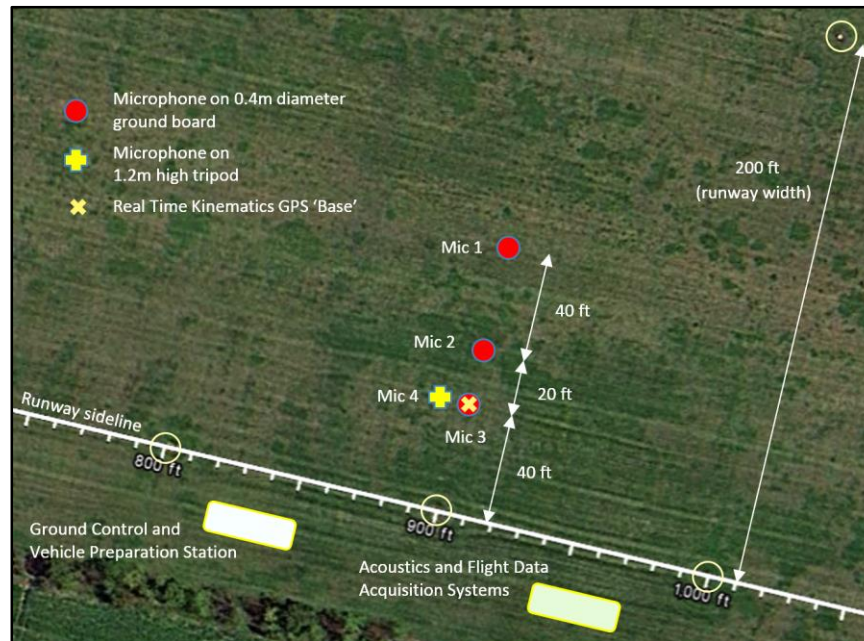 Microphone on 0.4m diameter
ground board
Microphone on
1.2m high tripod
Real Time Kinematics GPS ‘Base’
200 ft
(runway width)
Mic 1
40 ft
Mic 2
Mic 4
20 ft
Mic 3
Runway sideline
40 ft
800 ft
900 ft
1,000 ft
Ground Control and
Vehicle Preparation Station
Acoustics and Flight Data
Acquisition Systems